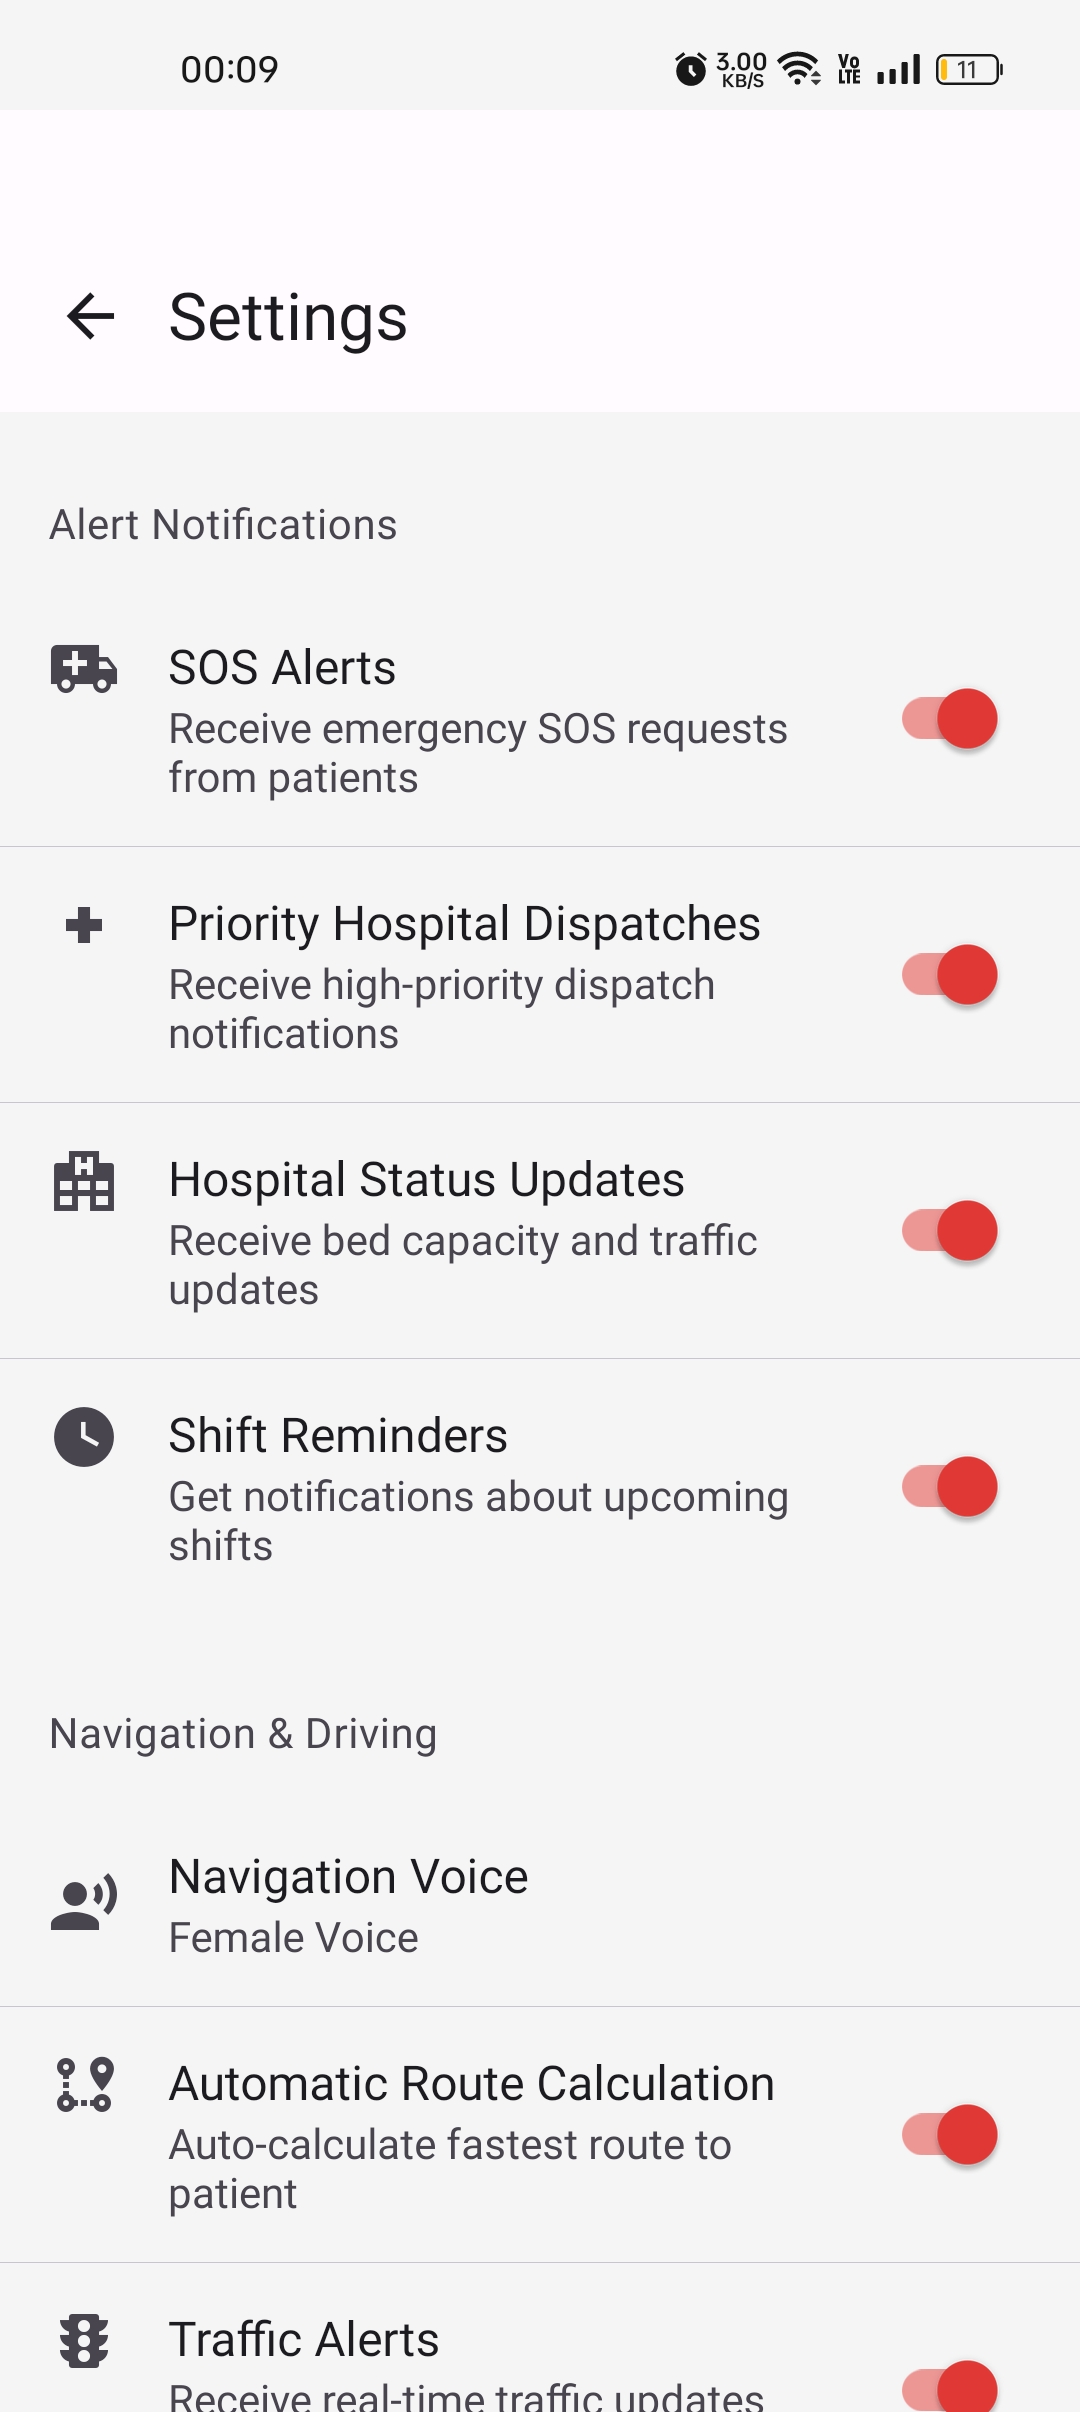 00:09
3.00
KB/S
Vo
LTE
11
Settings
Alert Notifications
SOS Alerts
Receive emergency SOS requests
from patients
Priority Hospital Dispatches
Receive high-priority dispatch
notifications
H
Hospital Status Updates
Receive bed capacity and traffic
updates
Shift Reminders
Get notifications about upcoming
shifts
Navigation & Driving
Navigation Voice
Female Voice
Automatic Route Calculation
Auto-calculate fastest route to
patient
Traffic Alerts
Receive real-time traffic updates